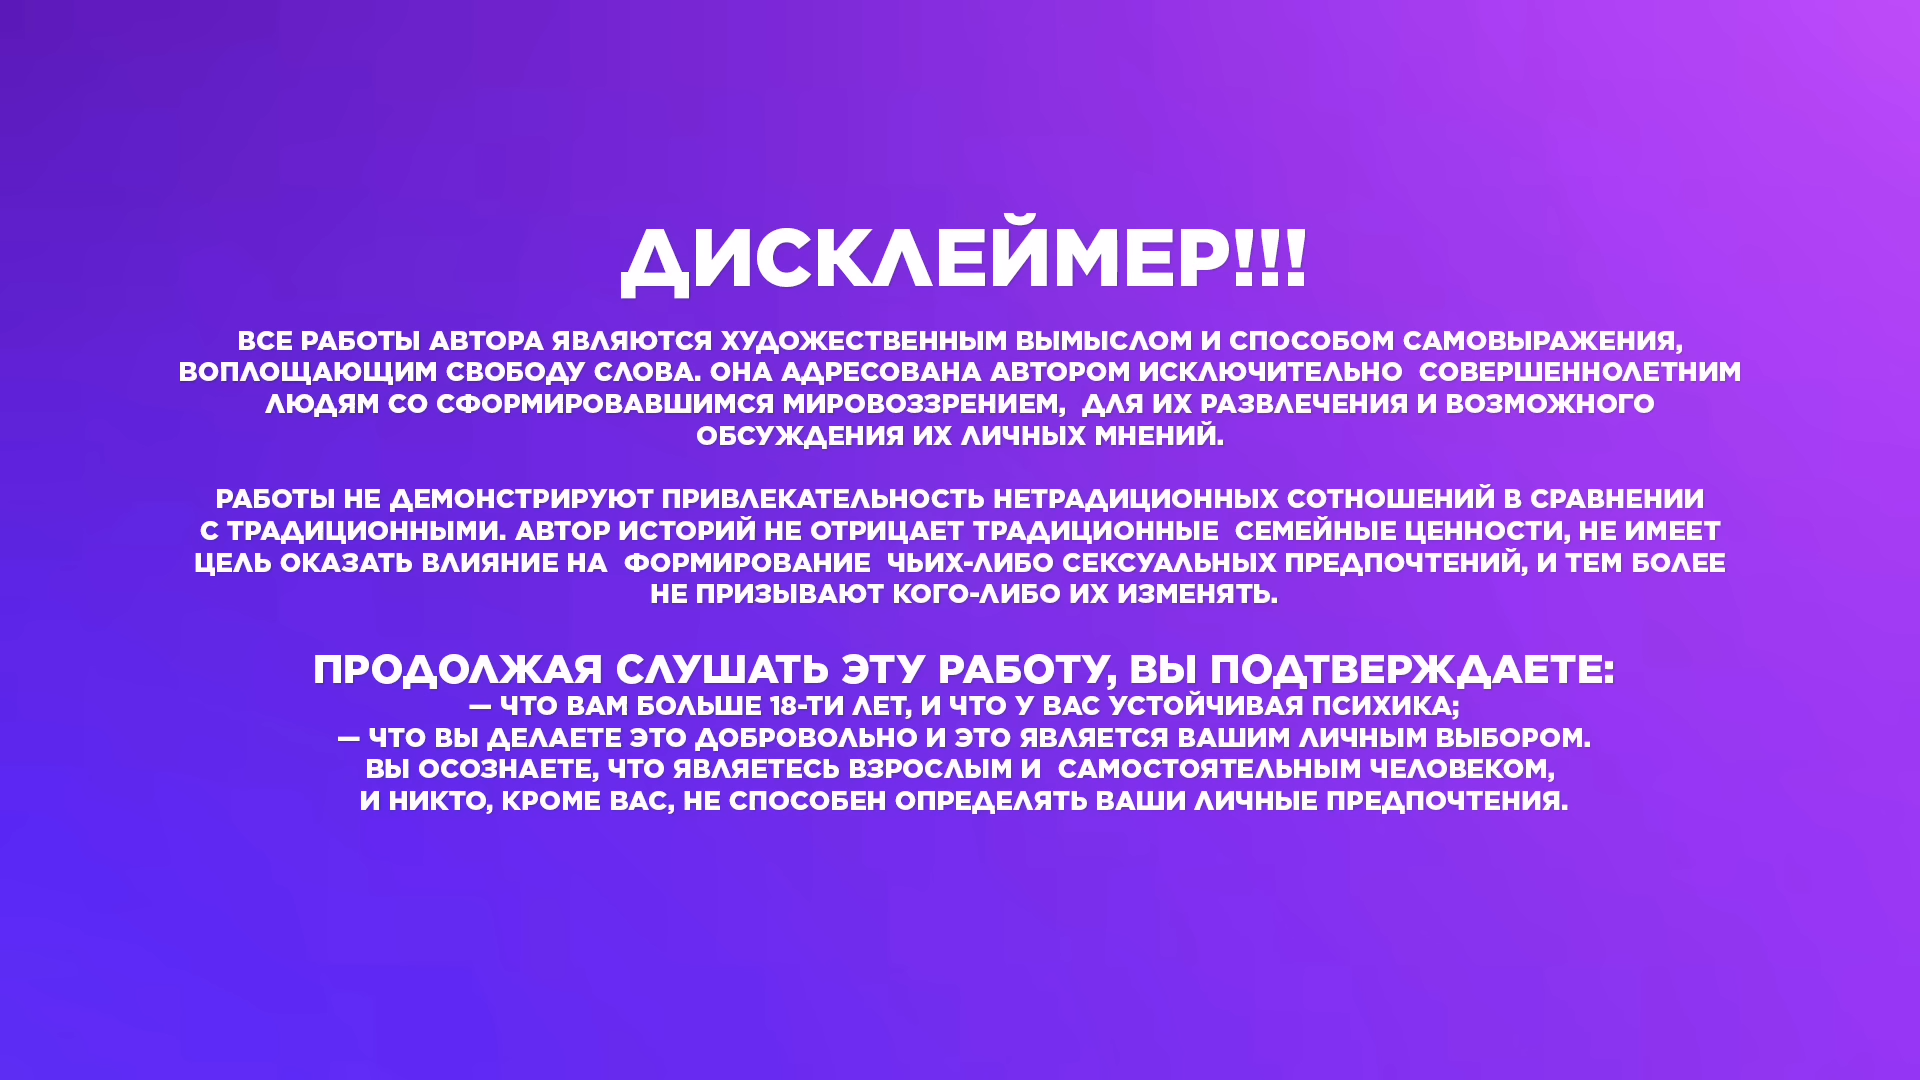 ДИСКЛЕЙМЕР!!!
ВСЕ РАБОТЫ АВТОРА ЯВЛЯЮТСЯ ХУДОЖЕСТВЕННЫМ ВЫМЫСЛОМ И СПОСОБОМ САМОВЫРАЖЕНИЯ,
ВОПЛОЩАЮЩИМ СВОБОДУ СЛОВА. ОНА АДРЕСОВАНА АВТОРОМ ИСКЛЮЧИТЕЛЬНО СОВЕРШЕННОЛЕТНИМ
ЛЮДЯМ СО СФОРМИРОВАВШИМСЯ МИРОВОЗЗРЕНИЕМ, ДЛЯ ИХ РАЗВЛЕЧЕНИЯ И ВОЗМОЖНОГО
ОБСУЖДЕНИЯ ИХ ЛИЧНЫХ МНЕНИЙ.
РАБОТЫ НЕ ДЕМОНСТРИРУЮТ ПРИВЛЕКАТЕЛЬНОСТЬ НЕТРАДИЦИОННЫХ СОТНОШЕНИЙ В СРАВНЕНИИ
С ТРАДИЦИОННЫМИ. АВТОР ИСТОРИЙ НЕ ОТРИЦАЕТ ТРАДИЦИОННЫЕ СЕМЕЙНЫЕ ЦЕННОСТИ, НЕ ИМЕЕТ
ЦЕЛЬ ОКАЗАТЬ ВЛИЯНИЕ НА ФОРМИРОВАНИЕ ЧЬИХ-ЛИБО СЕКСУАЛЬНЫХ ПРЕДПОЧТЕНИЙ, И ТЕМ БОЛЕЕ
НЕ ПРИЗЫВАЮТ КОГО-ЛИБО ИХ ИЗМЕНЯТЬ.
ПРОДОЛЖАЯ СЛУШАТЬ ЭТУ РАБОТУ, ВЫ ПОДТВЕРЖДАЕТЕ:
— ЧТО ВАМ БОЛЬШЕ 18-ТИ ЛЕТ, И ЧТО У ВАС УСТОЙЧИВАЯ ПСИХИКА;
— ЧТО ВЫ ДЕЛАЕТЕ ЭТО ДОБРОВОЛЬНО И ЭТО ЯВЛЯЕТСЯ ВАШИМ ЛИЧНЫМ ВЫБОРОМ.
ВЫ ОСОЗНАЕТЕ, ЧТО ЯВЛЯЕТЕСЬ ВЗРОСЛЫМ И САМОСТОЯТЕЛЬНЫМ ЧЕЛОВЕКОМ,
И НИКТО, КРОМЕ ВАС, НЕ СПОСОБЕН ОПРЕДЕЛЯТЬ ВАШИ ЛИЧНЫЕ ПРЕДПОЧТЕНИЯ.